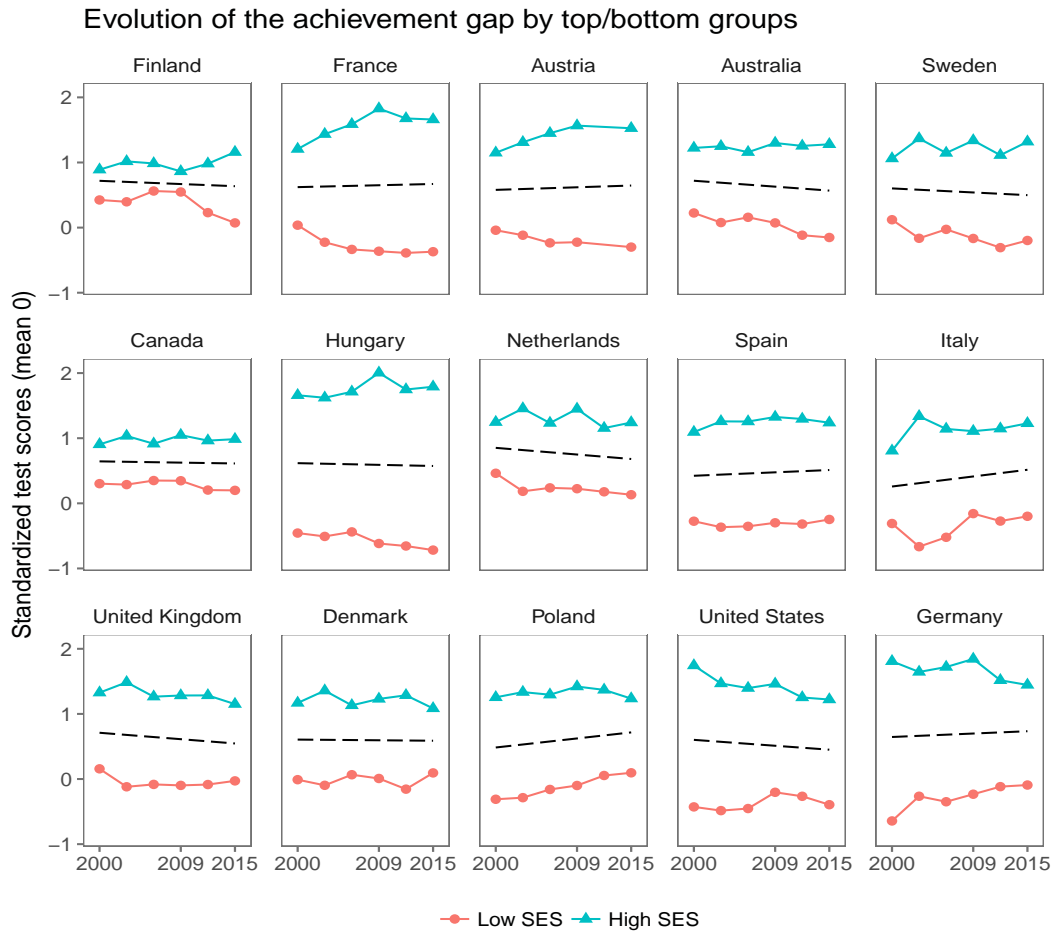 Evolution of the achievement gap by top/bottom groups
Finland France Austria Australia Sweden
2
1
0
−1
Canada Hungary Netherlands Spain Italy
2
1
0
−1
United Kingdom Denmark Poland United States Germany
2
1
0
−1
2000 2009 2015 2000 2009 2015 2000 2009 2015 2000 2009 2015 2000 2009 2015
Standardized test scores (mean 0)
Low SES High SES